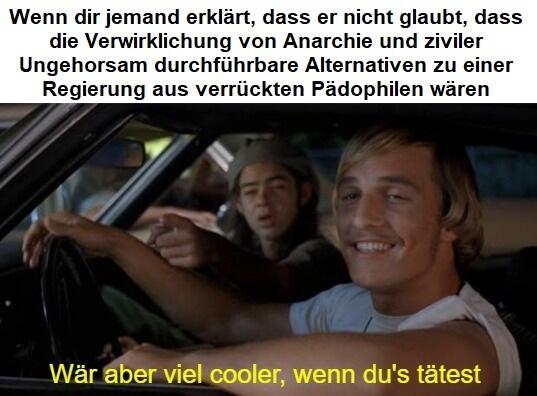 Wenn dir jemand erklärt, dass er nicht glaubt, dass
die Verwirklichung von Anarchie und ziviler
Ungehorsam durchführbare Alternativen zu einer
Regierung aus verrückten Pädophilen wären
Wär aber viel cooler, wenn du's tätest